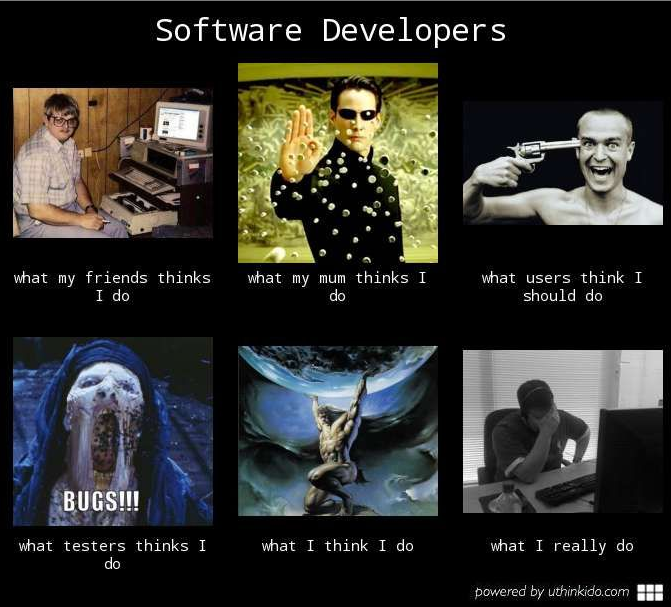 Software Developers
what my friends thinks
I do
what my mum thinks I
do
what users think I
should do
BUGS!!!
what testers thinks I
do
what I think I do
what I really do
powered by uthinkido.com